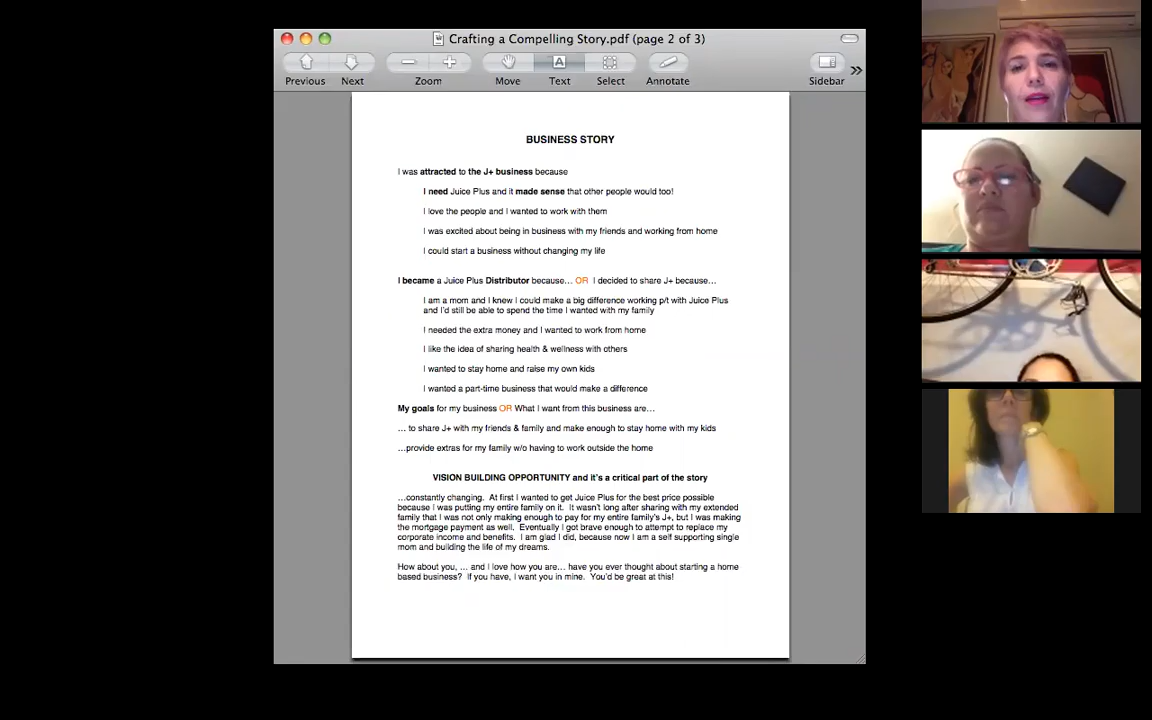 Crafting a Compelling Story.pdf (page 2 of 3)
Previous Next Zoom Move Text Select Annotate Sidebar
BUSINESS STORY
I was attracted to the J+ business because
I need Juice Plus and it made sense that other people would too!
I love the people and I wanted to work with them
I was excited about being in business with my friends and working from home
I could start a business without changing my life
I became a Juice Plus Distributor because… OR I decided to share J+ because…
I am a mom and I knew I could make a big difference working p/t with Juice Plus
and I'd still be able to spend the time I wanted with my family
I needed the extra money and I wanted to work from home
I like the idea of sharing health & wellness with others
I wanted to stay home and raise my own kids
I wanted a part-time business that would make a difference
My goals for my business OR What I want from this business are…
… to share J+ with my friends & family and make enough to stay home with my kids
…provide extras for my family w/o having to work outside the home
VISION BUILDING OPPORTUNITY and it's a critical part of the story
…constantly changing. At first I wanted to get Juice Plus for the best price possible
because I was putting my entire family on it. It wasn't long after sharing with my extended
family that I was not only making enough to pay for my entire family's J+, but I was making
the mortgage payment as well. Eventually I got brave enough to attempt to replace my
corporate income and benefits. I am glad I did, because now I am a self supporting single
mom and building the life of my dreams.
How about you, … and I love how you are… have you ever thought about starting a home
based business? If you have, I want you in mine. You'd be great at this!